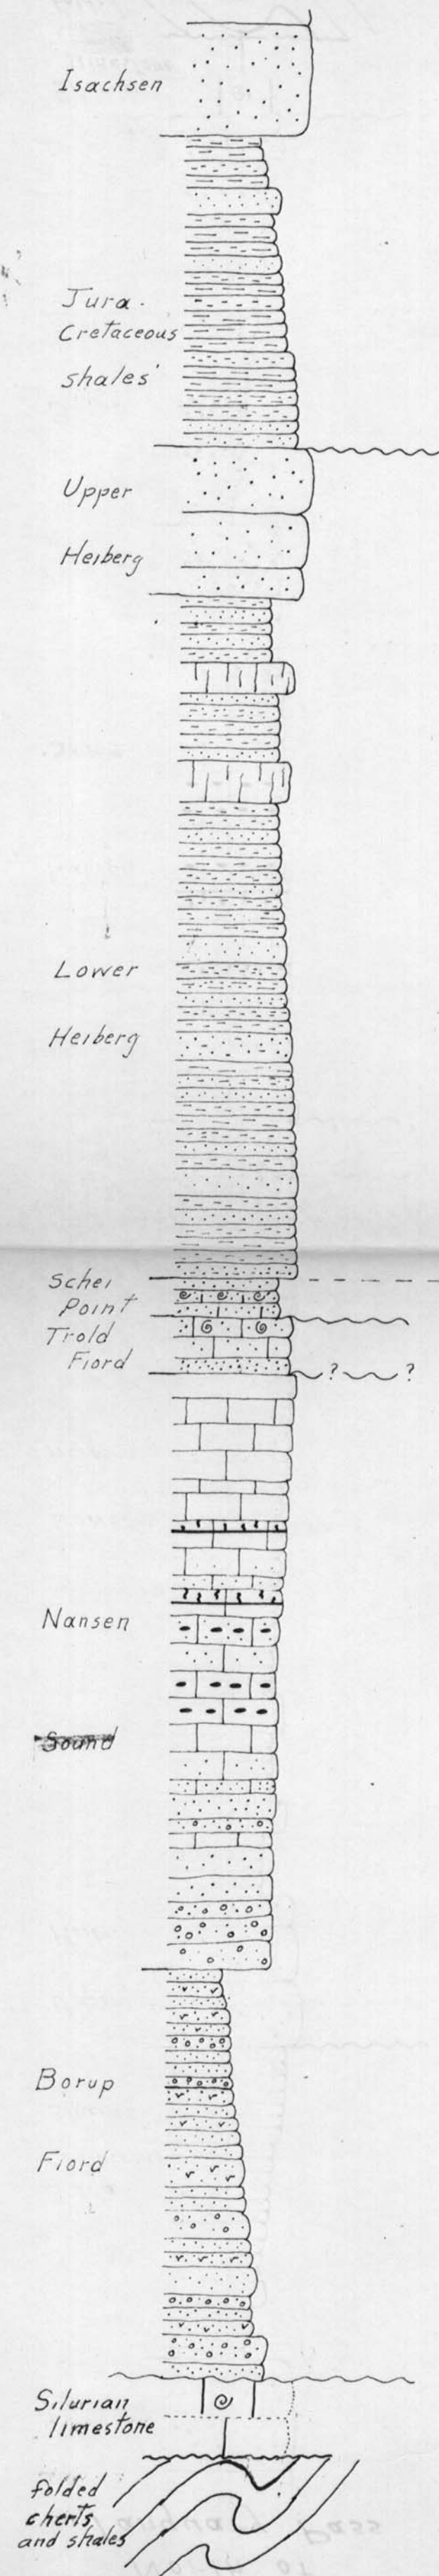 Isachsen
Jura.
Cretaceous
shales'
Upper
Heiberg
Lower
Heiberg
Schei
Point
Trold
Fiord
? ?
Nansen
Sound
Borup
Fiord
Silurian
limestone
folded
cherts
and shales
Pass